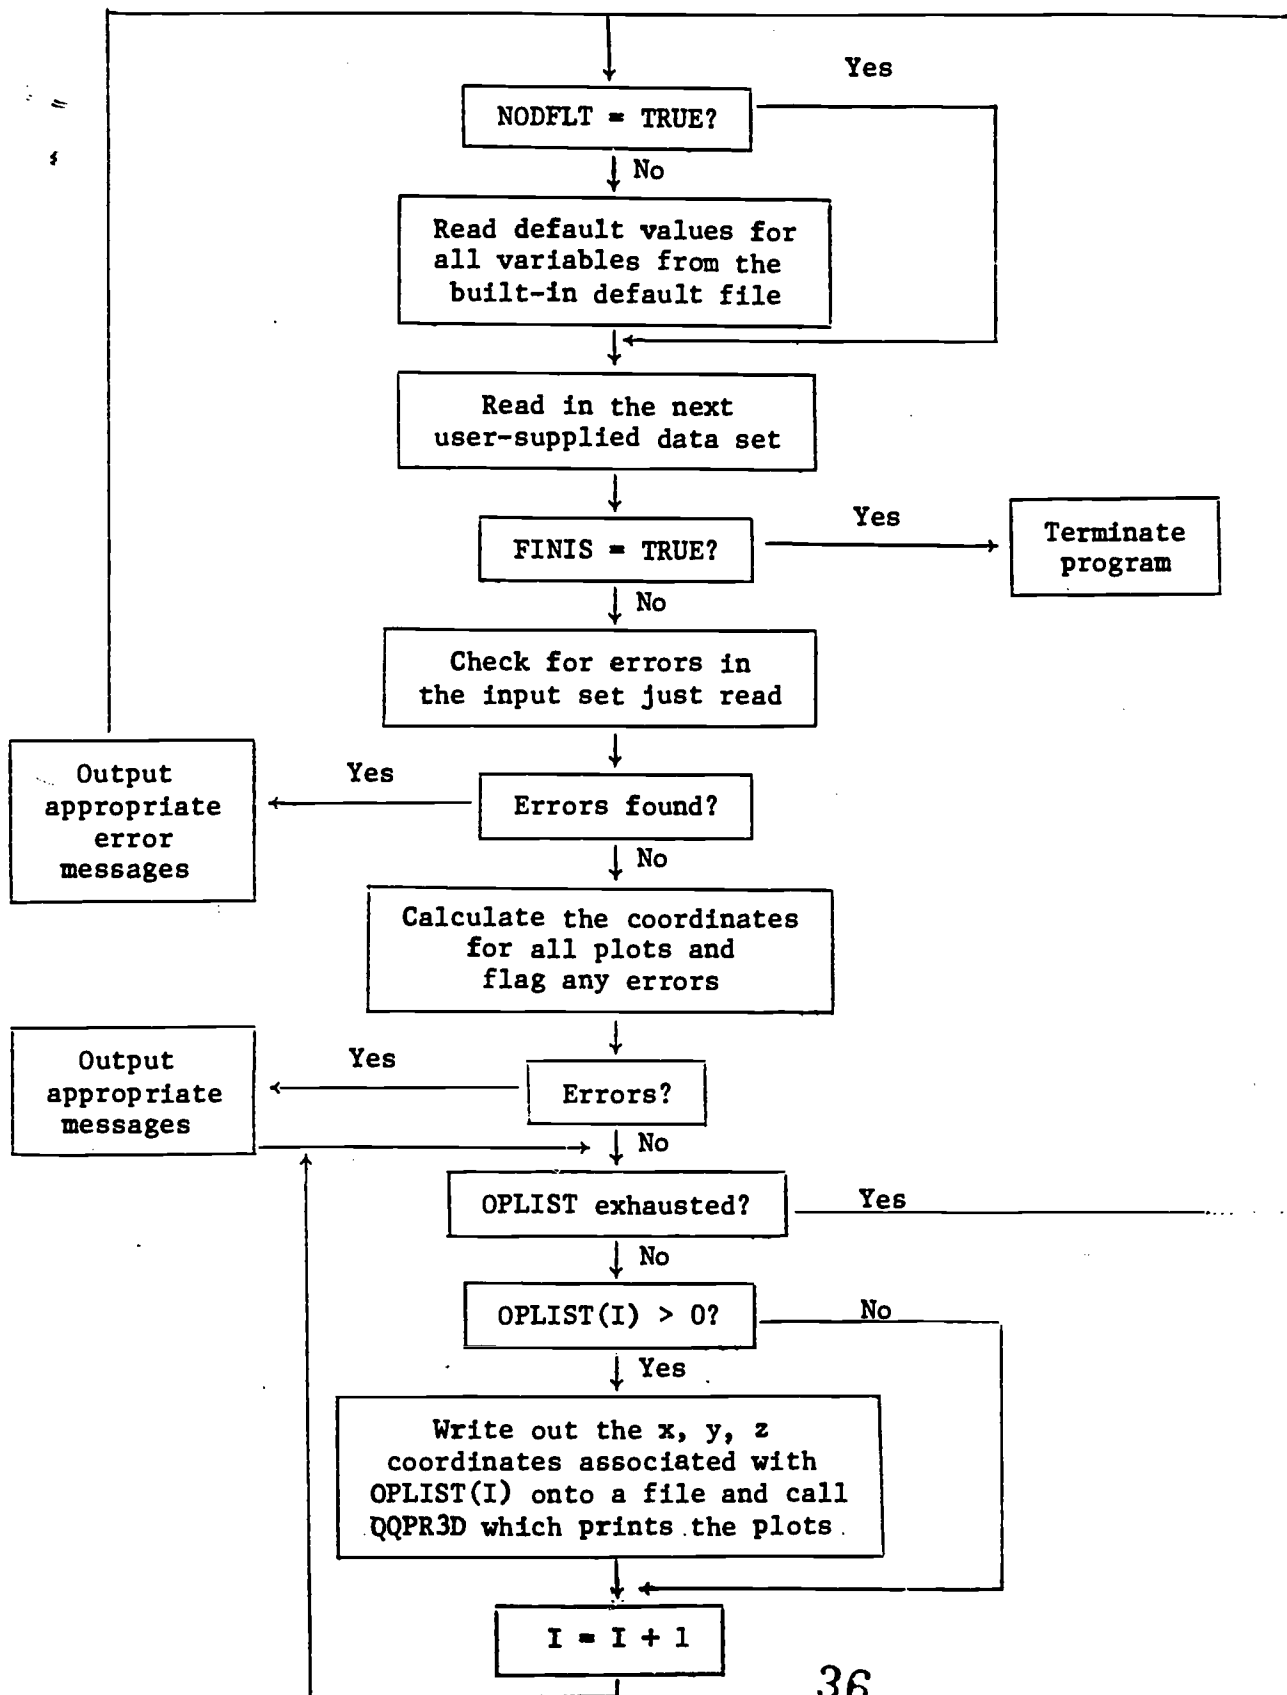 Yes
NODFLT = TRUE?
No
Read default values for
all variables from the
built-in default file
Read in the next
user-supplied data set
Yes
FINIS = TRUE?
Terminate
program
No
Check for errors in
the input set just read
Output
appropriate
error
messages
Yes
Errors found?
No
Calculate the coordinates
for all plots and
flag any errors
Output
appropriate
messages
Yes
Errors?
No
OPLIST exhausted?
Yes
No
OPLIST(I) > 0?
No
Yes
Write out the x, y, z
coordinates associated with
OPLIST(I) onto a file and call
QQPR3D which prints the plots
I = I + 1
36